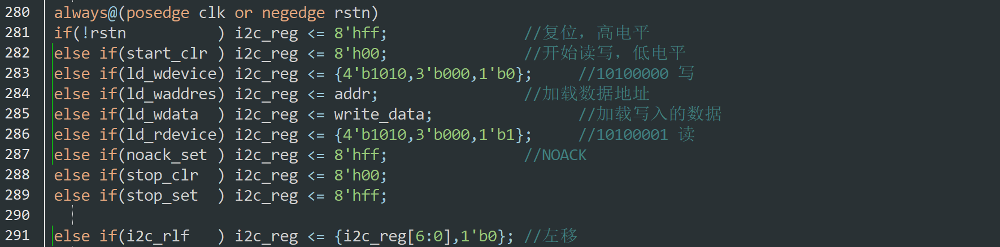 280 always@(posedge clk or negedge rstn)
281 if(!rstn          ) i2c_reg <= 8'hff;               //复位，高电平
282 else if(start_clr ) i2c_reg <= 8'h00;               //开始读写，低电平
283 else if(ld_wdevice) i2c_reg <= {4'b1010,3'b000,1'b0};     //10100000 写
284 else if(ld_waddres) i2c_reg <= addr;                //加载数据地址
285 else if(ld_wdata  ) i2c_reg <= write_data;                //加载写入的数据
286 else if(ld_rdevice) i2c_reg <= {4'b1010,3'b000,1'b1};     //10100001 读
287 else if(noack_set ) i2c_reg <= 8'hff;               //NOACK
288 else if(stop_clr  ) i2c_reg <= 8'h00;
289 else if(stop_set  ) i2c_reg <= 8'hff;
290
291 else if(i2c_rlf   ) i2c_reg <= {i2c_reg[6:0],1'b0}; //左移